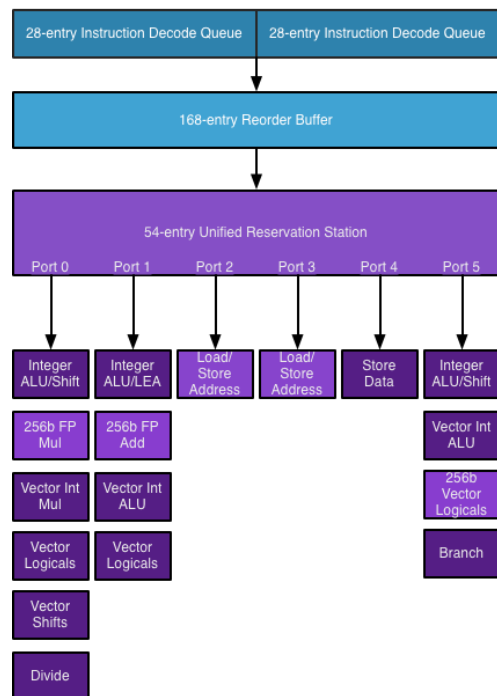 28-entry Instruction Decode Queue 28-entry Instruction Decode Queue
168-entry Reorder Buffer
54-entry Unified Reservation Station
Port 0 Port 1 Port 2 Port 3 Port 4 Port 5
Integer
ALU/Shift
Integer
ALU/LEA
Load/
Store
Address
Load/
Store
Address
Store
Data
Integer
ALU/Shift
256b FP
Mul
256b FP
Add
Vector Int
ALU
Vector Int
Mul
Vector Int
ALU
256b
Vector
Logicals
Vector
Logicals
Vector
Logicals
Branch
Vector
Shifts
Divide